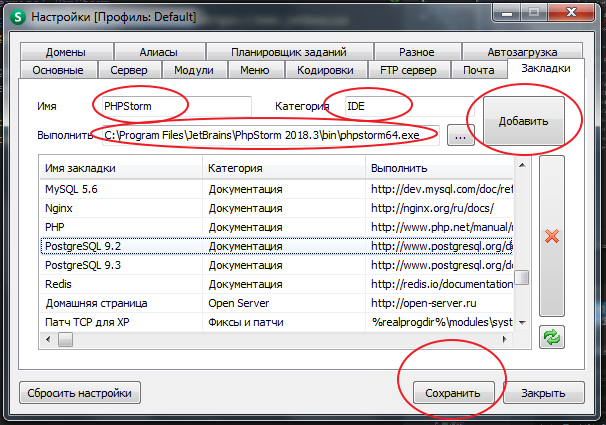 Настройки [Профиль: Default]
Домены Алиасы Планировщик заданий Разное Автозагрузка
Основные Сервер Модули Меню Кодировки FTP сервер Почта Закладки
Имя PHPStorm Категория IDE Добавить
Выполнить C:\Program Files\JetBrains\PhpStorm 2018.3\bin\phpstorm64.exe ...
Имя закладки Категория Выполнить
MySQL 5.6 Документация http://dev.mysql.com/doc/ref
Nginx Документация http://nginx.org/ru/docs/
PHP Документация http://www.php.net/manual/
PostgreSQL 9.2 Документация http://www.postgresql.org/d
PostgreSQL 9.3 Документация http://www.postgresql.org/d
Redis Документация http://redis.io/documentation
Домашняя страница Open Server http://open-server.ru
Патч TCP для XP Фиксы и патчи %realprogdir%\modules\syst
Сбросить настройки Сохранить Закрыть